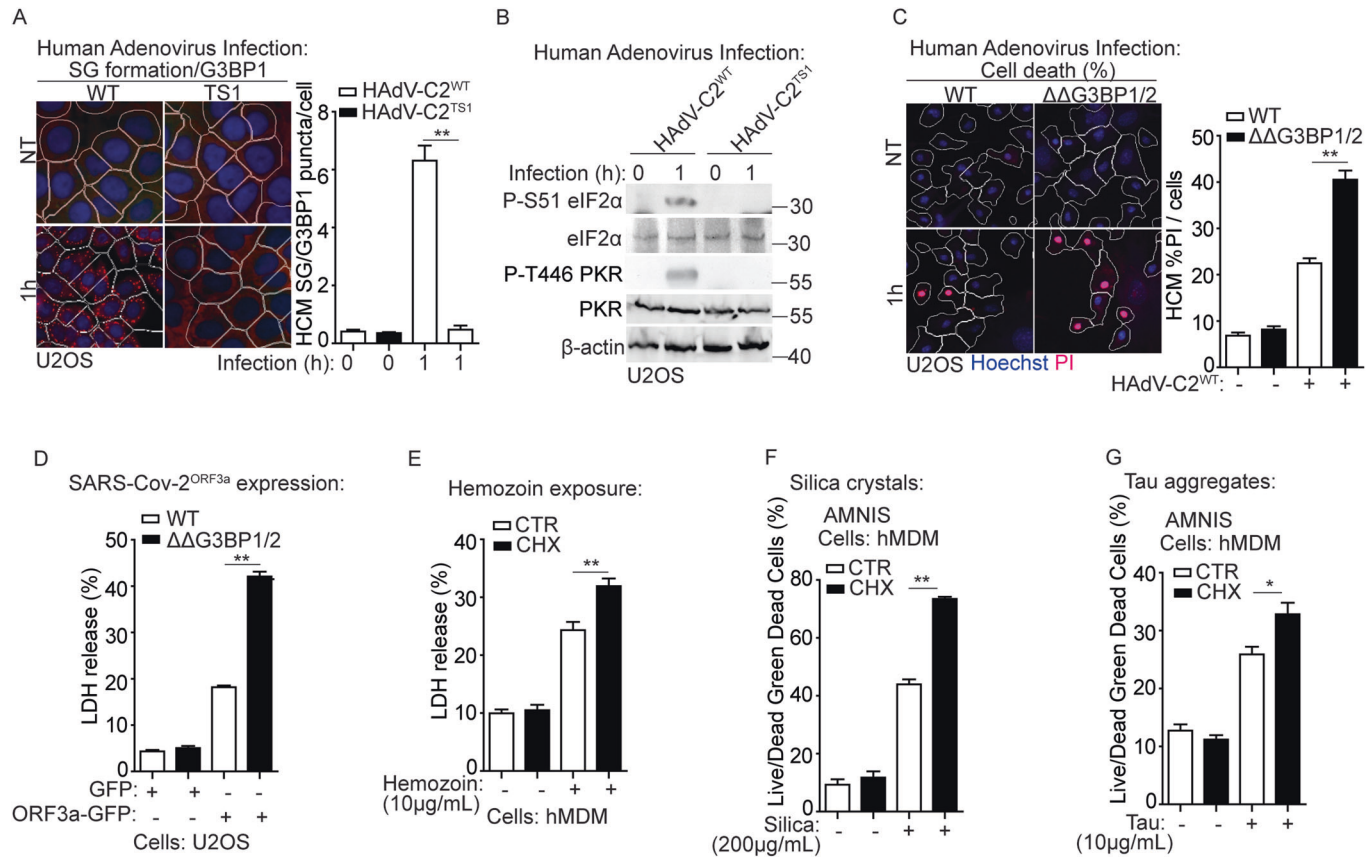 A
Human Adenovirus Infection:
SG formation/G3BP1
WT TS1
NT
1h
U2OS
HAdV-C2WT
HAdV-C2TS1
**
HCM SG/G3BP1 puncta/cell
8
6
4
2
0
Infection (h): 0 0 1 1
B
Human Adenovirus Infection:
HAdV-C2WT
HAdV-C2TS1
Infection (h): 0 1 0 1
P-S51 eIF2α 30
eIF2α 30
P-T446 PKR 55
PKR 55
β-actin 40
U2OS
C
Human Adenovirus Infection:
Cell death (%)
WT ΔΔG3BP1/2
NT
1h
U2OS Hoechst PI
WT
ΔΔG3BP1/2
**
HCM % PI / cells
50
40
30
20
10
0
HAdV-C2WT: - - + +
D
SARS-Cov-2ORF3a expression:
WT
ΔΔG3BP1/2
**
LDH release (%)
50
40
30
20
10
0
GFP: + + - -
ORF3a-GFP: - - + +
Cells: U2OS
E
Hemozoin exposure:
CTR
CHX
**
LDH release (%)
40
30
20
10
0
Hemozoin: - - + +
(10µg/mL)
Cells: hMDM
F
Silica crystals:
AMNIS
Cells: hMDM
CTR
CHX
**
Live/Dead Green Dead Cells (%)
80
60
40
20
0
Silica: - - + +
(200µg/mL)
G
Tau aggregates:
AMNIS
Cells: hMDM
CTR
CHX
*
Live/Dead Green Dead Cells (%)
40
30
20
10
0
Tau: - - + +
(10µg/mL)